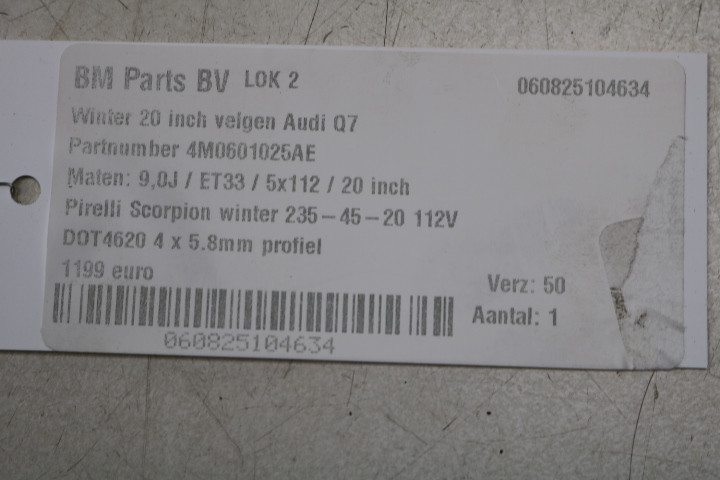 BM Parts BV LOK 2 060825104634
Winter 20 inch velgen Audi Q7
Partnumber 4M0601025AE
Maten: 9,0J / ET33 / 5x112 / 20 inch
Pirelli Scorpion winter 235-45-20 112V
DOT4620 4 x 5.8mm profiel
1199 euro
Verz: 50
Aantal: 1
060825104634